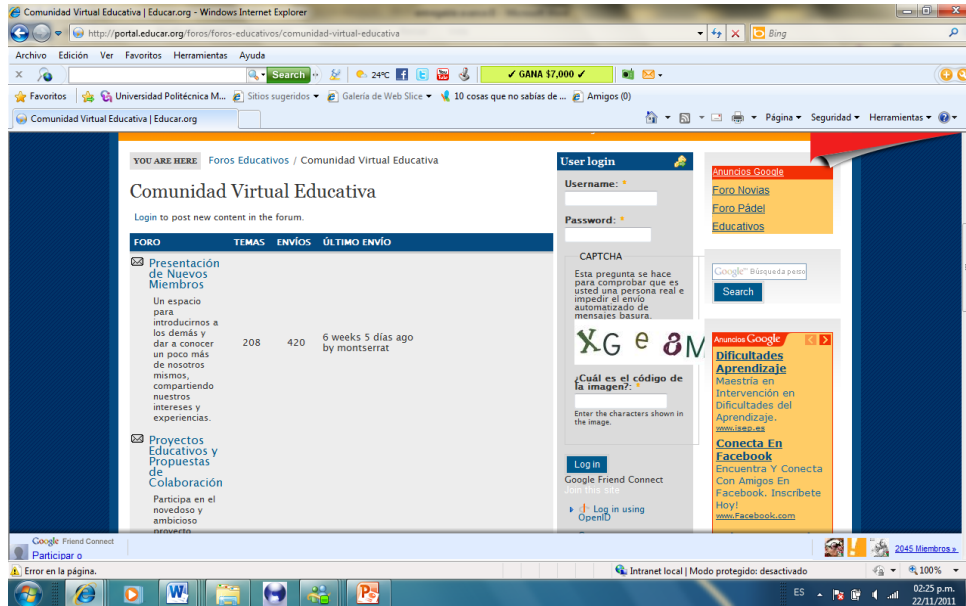 Comunidad Virtual Educativa | Educar.org - Windows Internet Explorer
http://portal.educar.org/foros/foros-educativos/comunidad-virtual-educativa
Bing
Archivo Edición Ver Favoritos Herramientas Ayuda
Search
24ºC
✓ GANA $7,000 ✓
Favoritos
Universidad Politécnica M...
Sitios sugeridos
Galería de Web Slice
10 cosas que no sabías de ...
Amigos (0)
Comunidad Virtual Educativa | Educar.org
Página Seguridad Herramientas
YOU ARE HERE Foros Educativos / Comunidad Virtual Educativa
Comunidad Virtual Educativa
Login to post new content in the forum.
FORO TEMAS ENVÍOS ÚLTIMO ENVÍO
Presentación
de Nuevos
Miembros
Un espacio
para
introducirnos a
los demás y
dar a conocer
un poco más
de nosotros
mismos,
compartiendo
nuestros
intereses y
experiencias.
208 420 6 weeks 5 días ago
by montserrat
Proyectos
Educativos y
Propuestas
de
Colaboración
Participa en el
novedoso y
ambicioso
proyecto
User login
Username: *
Password: *
CAPTCHA
Esta pregunta se hace
para comprobar que es
usted una persona real e
impedir el envío
automatizado de
mensajes basura.
XGe8M
¿Cuál es el código de
la imagen?: *
Enter the characters shown in
the image.
Log in
Google Friend Connect
Join this site
Log in using
OpenID
Anuncios Google
Foro Novias
Foro Pádel
Educativos
Google™ Búsqueda perso
Search
Anuncios Google
Dificultades
Aprendizaje
Maestría en
Intervención en
Dificultades del
Aprendizaje.
www.isep.es
Conecta En
Facebook
Encuentra Y Conecta
Con Amigos En
Facebook. Inscríbete
Hoy!
www.Facebook.com
Google Friend Connect
Participar o
2045 Miembros »
Error en la página.
Intranet local | Modo protegido: desactivado
100%
ES
02:25 p.m.
22/11/2011